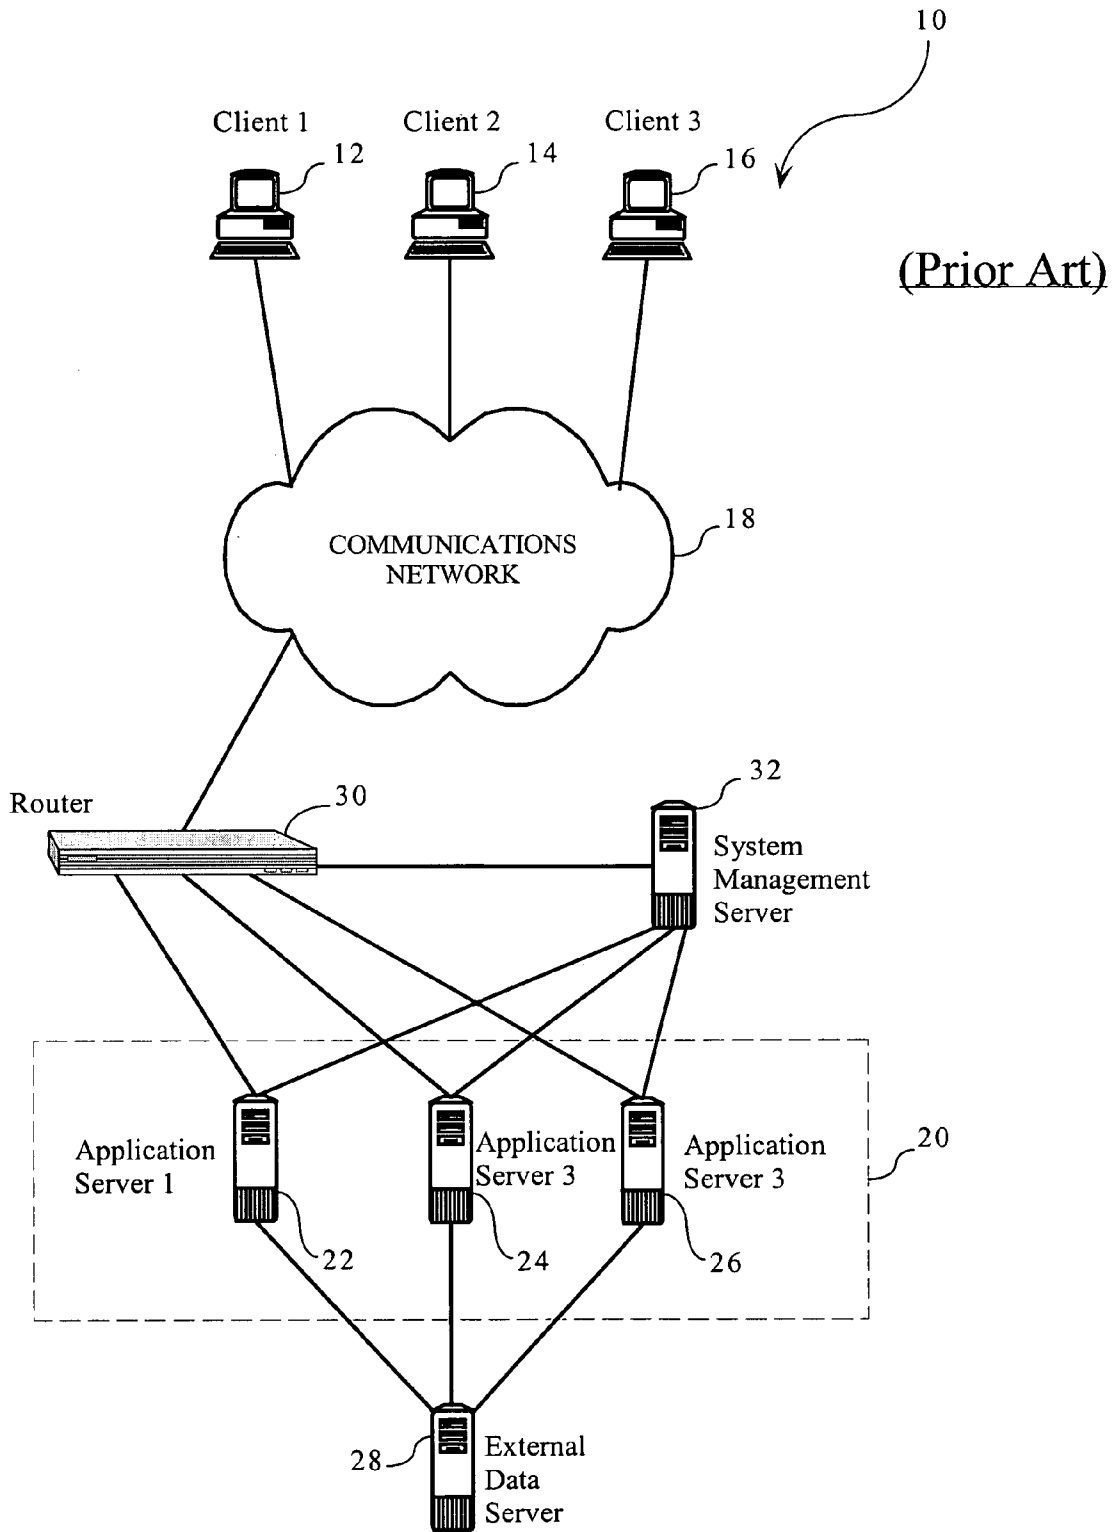 10
Client 1
Client 2
Client 3
12
14
16
(Prior Art)
18
COMMUNICATIONS
NETWORK
32
Router
30
System
Management
Server
20
Application
Server 1
Application
Server 3
Application
Server 3
22
24
26
28
External
Data
Server